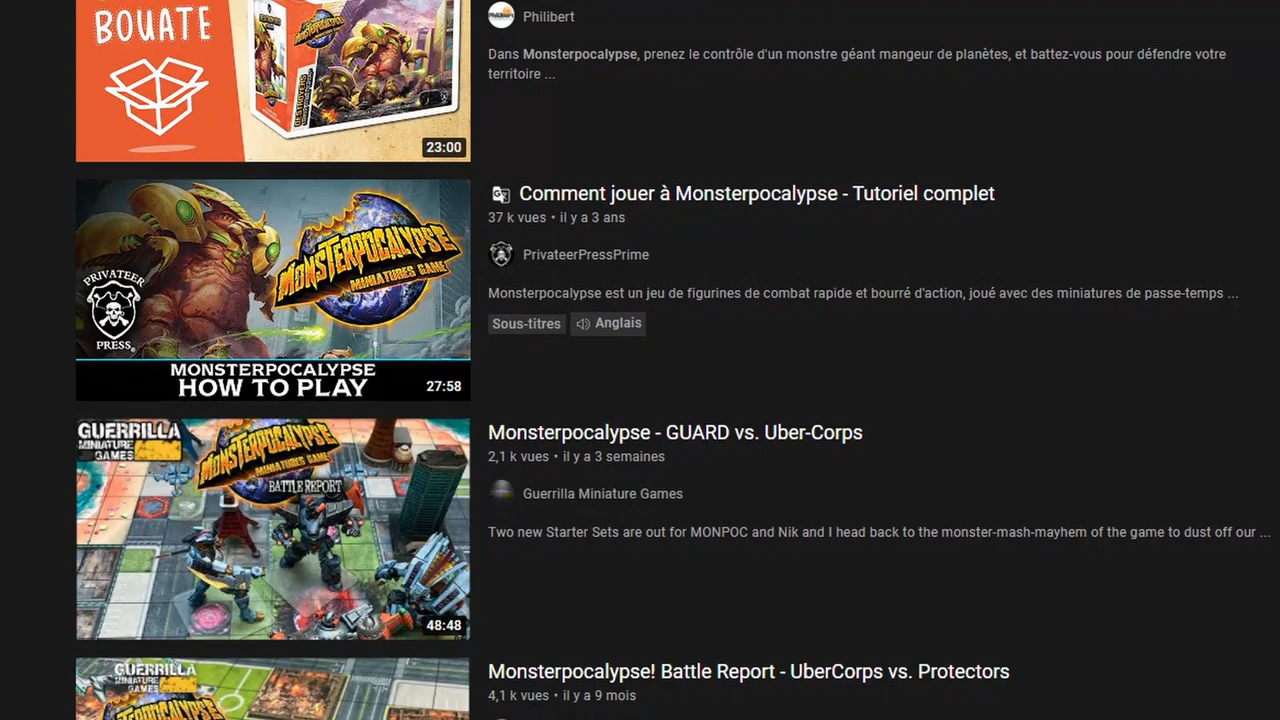 BOUATE
MONSTERPOCALYPSE
DESTROYERS
23:00
Philibert
Dans Monsterpocalypse, prenez le contrôle d'un monstre géant mangeur de planètes, et battez-vous pour défendre votre
territoire ...
PRIVATEER
PRESS
MONSTERPOCALYPSE
MINIATURES GAME
MONSTERPOCALYPSE
HOW TO PLAY
27:58
Comment jouer à Monsterpocalypse - Tutoriel complet
37 k vues • il y a 3 ans
PrivateerPressPrime
Monsterpocalypse est un jeu de figurines de combat rapide et bourré d'action, joué avec des miniatures de passe-temps ...
Sous-titres
Anglais
GUERRILLA
MINIATURE
GAMES
MONSTERPOCALYPSE
MINIATURES GAME
BATTLE REPORT
48:48
Monsterpocalypse - GUARD vs. Uber-Corps
2,1 k vues • il y a 3 semaines
Guerrilla Miniature Games
Two new Starter Sets are out for MONPOC and Nik and I head back to the monster-mash-mayhem of the game to dust off our ...
GUERRILLA
MINIATURE
GAMES
MONSTERPOCALYPSE
Monsterpocalypse! Battle Report - UberCorps vs. Protectors
4,1 k vues • il y a 9 mois